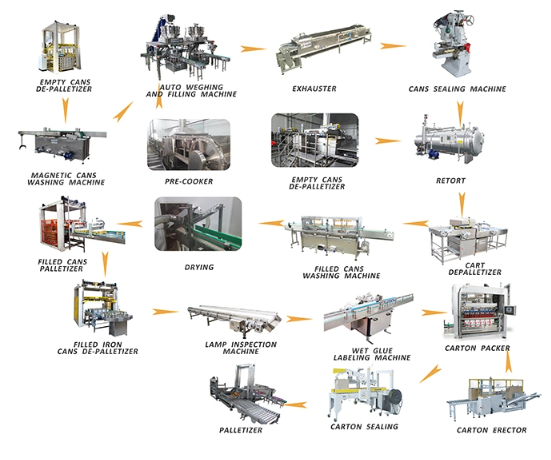 EMPTY CANS
DE-PALLETIZER
AUTO WEGHING
AND FILLING MACHINE
EXHAUSTER
CANS SEALING MACHINE
MAGNETIC CANS
WASHING MACHINE
PRE-COOKER
EMPTY CANS
DE-PALLETIZER
RETORT
FILLED CANS
PALLETIZER
DRYING
FILLED CANS
WASHING MACHINE
CART
DEPALLETIZER
FILLED IRON
CANS DE-PALLETIZER
LAMP INSPECTION
MACHINE
WET GLUE
LABELING MACHINE
CARTON PACKER
PALLETIZER
CARTON SEALING
CARTON ERECTOR